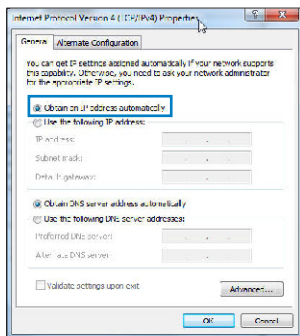 Internet Protocol Version 4 (TCP/IPv4) Properties
General
Alternate Configuration
You can get IP settings assigned automatically if your network supports
this capability. Otherwise, you need to ask your network administrator
for the appropriate IP settings.
Obtain an IP address automatically
Use the following IP address:
IP address:
Subnet mask:
Default gateway:
Obtain DNS server address automatically
Use the following DNS server addresses:
Preferred DNS server:
Alternate DNS server:
Validate settings upon exit
Advanced...
OK
Cancel